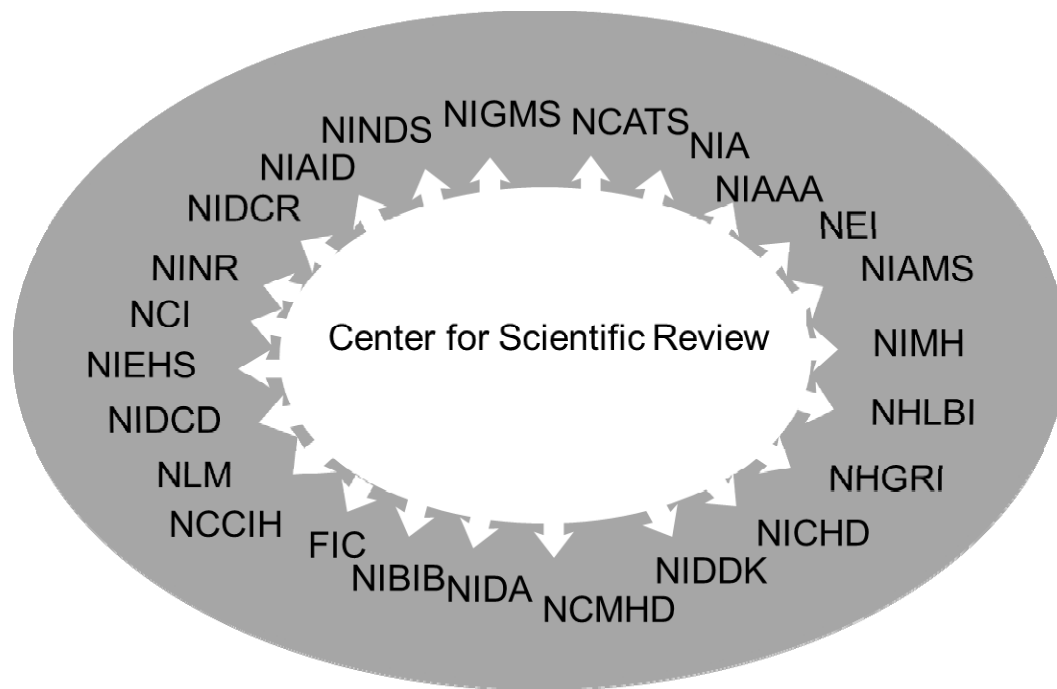 NIGMS
NCATS
NINDS
NIA
NIAID
NIAAA
NIDCR
NEI
NINR
NIAMS
NCI
Center for Scientific Review
NIMH
NIEHS
NIDCD
NHLBI
NLM
NHGRI
NCCIH
NICHD
FIC
NIDDK
NIBIB
NIDA
NCMHD